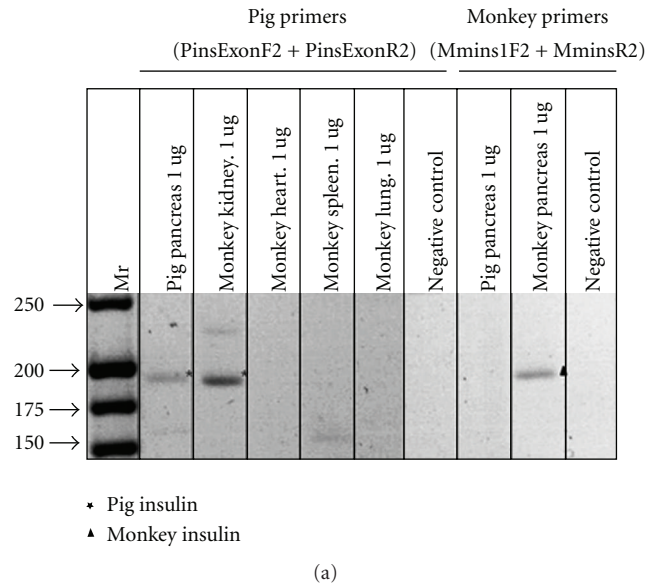 Pig primers
(PinsExonF2 + PinsExonR2)
Monkey primers
(Mmins1F2 + MminsR2)
Mr
Pig pancreas 1 ug
Monkey kidney. 1 ug
Monkey heart. 1 ug
Monkey spleen. 1 ug
Monkey lung. 1 ug
Negative control
Pig pancreas 1 ug
Monkey pancreas 1 ug
Negative control
250
200
175
150
Pig insulin
Monkey insulin
(a)